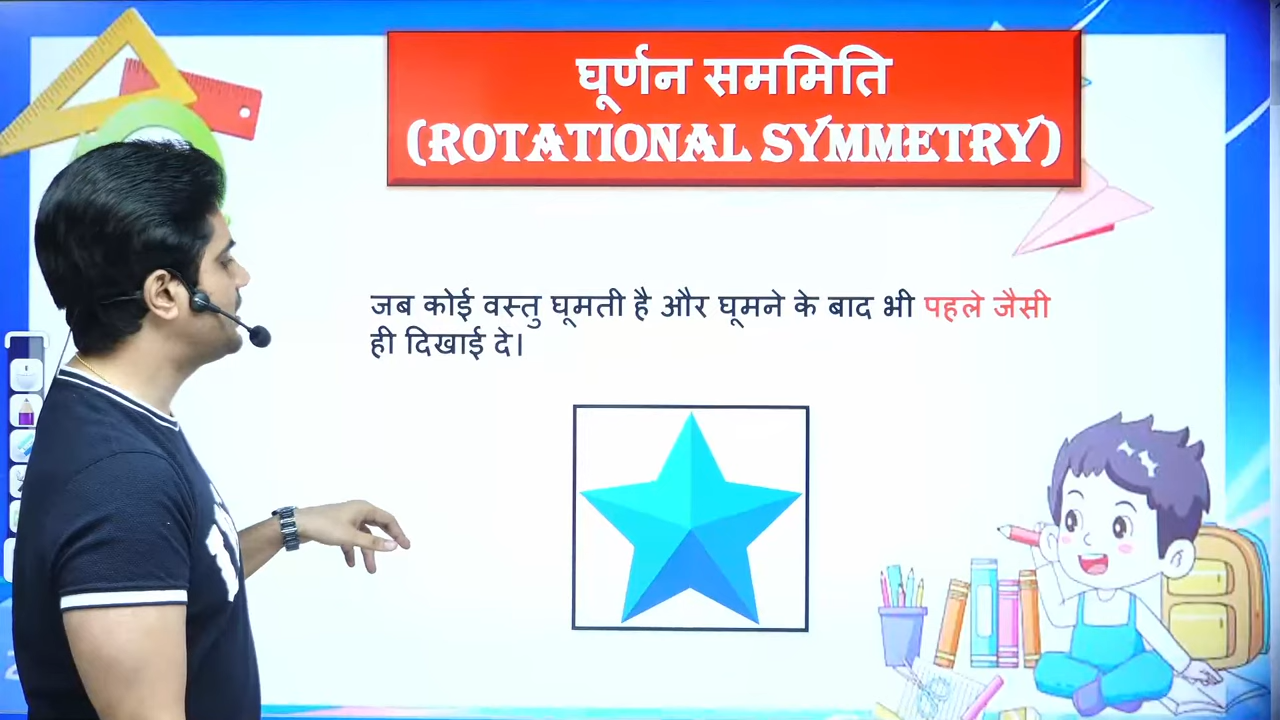 घूर्णन सममिति
(ROTATIONAL SYMMETRY)
जब कोई वस्तु घूमती है और घूमने के बाद भी पहले जैसी
ही दिखाई दे।